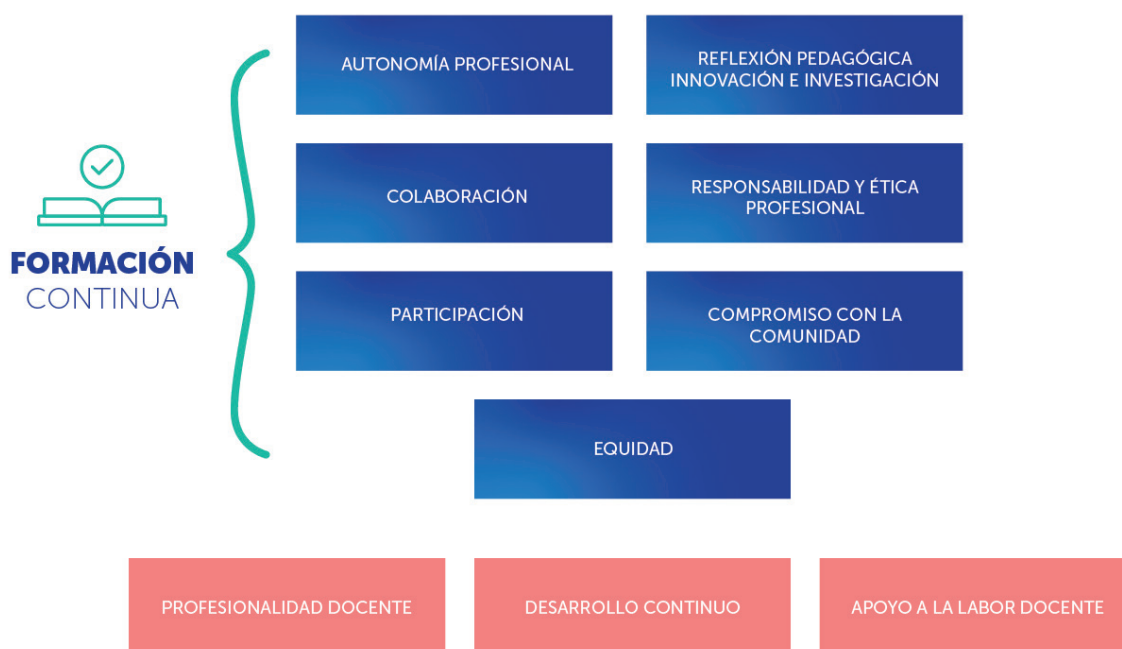 FORMACIÓN
CONTINUA
AUTONOMÍA PROFESIONAL
REFLEXIÓN PEDAGÓGICA
INNOVACIÓN E INVESTIGACIÓN
COLABORACIÓN
RESPONSABILIDAD Y ÉTICA
PROFESIONAL
PARTICIPACIÓN
COMPROMISO CON LA
COMUNIDAD
EQUIDAD
PROFESIONALIDAD DOCENTE
DESARROLLO CONTINUO
APOYO A LA LABOR DOCENTE